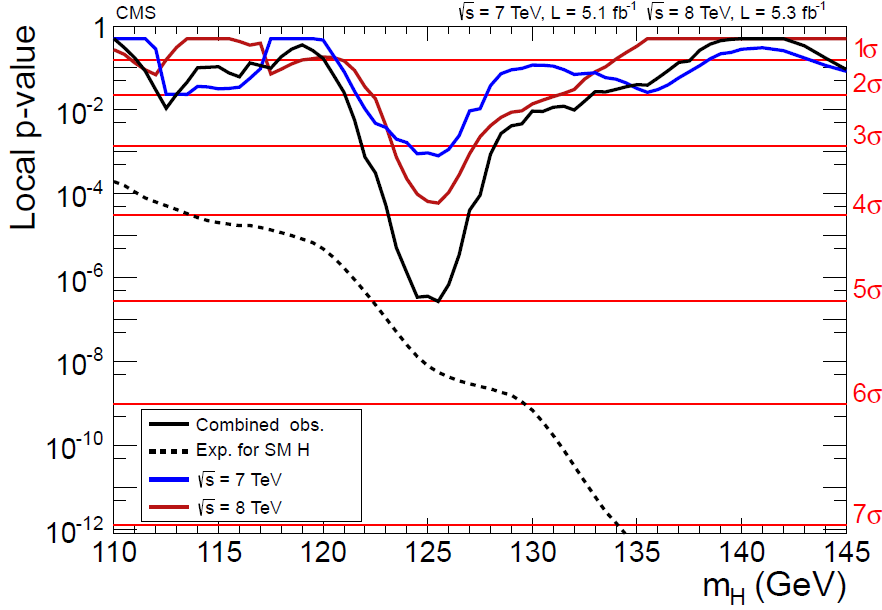 CMS √s = 7 TeV, L = 5.1 fb⁻¹ √s = 8 TeV, L = 5.3 fb⁻¹
Local p-value
1
10⁻²
10⁻⁴
10⁻⁶
10⁻⁸
10⁻¹⁰
10⁻¹²
1σ
2σ
3σ
4σ
5σ
6σ
7σ
Combined obs.
Exp. for SM H
√s = 7 TeV
√s = 8 TeV
110 115 120 125 130 135 140 145
m_H (GeV)